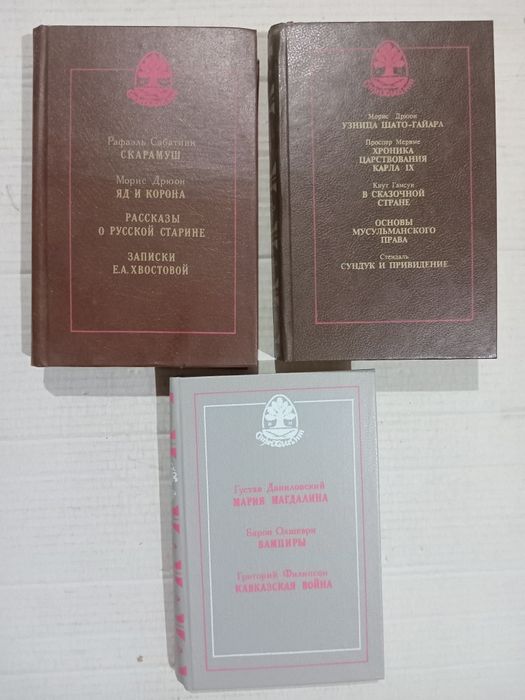 Рафаэль Сабатини
СКАРАМУШ
Морис Дрюон
ЯД И КОРОНА
РАССКАЗЫ
О РУССКОЙ СТАРИНЕ
ЗАПИСКИ
Е.А.ХВОСТОВОЙ
Морис Дрюон
УЗНИЦА ШАТО-ГАЙАРА
Проспер Мериме
ХРОНИКА
ЦАРСТВОВАНИЯ
КАРЛА IX
Кнут Гамсун
В СКАЗОЧНОЙ
СТРАНЕ
ОСНОВЫ
МУСУЛЬМАНСКОГО
ПРАВА
Стендаль
СУНДУК И ПРИВИДЕНИЕ
Густав Даниловский
МАРИЯ МАГДАЛИНА
Барон Олшеври
ВАМПИРЫ
Григорий Филипсон
КАВКАЗСКАЯ ВОЙНА